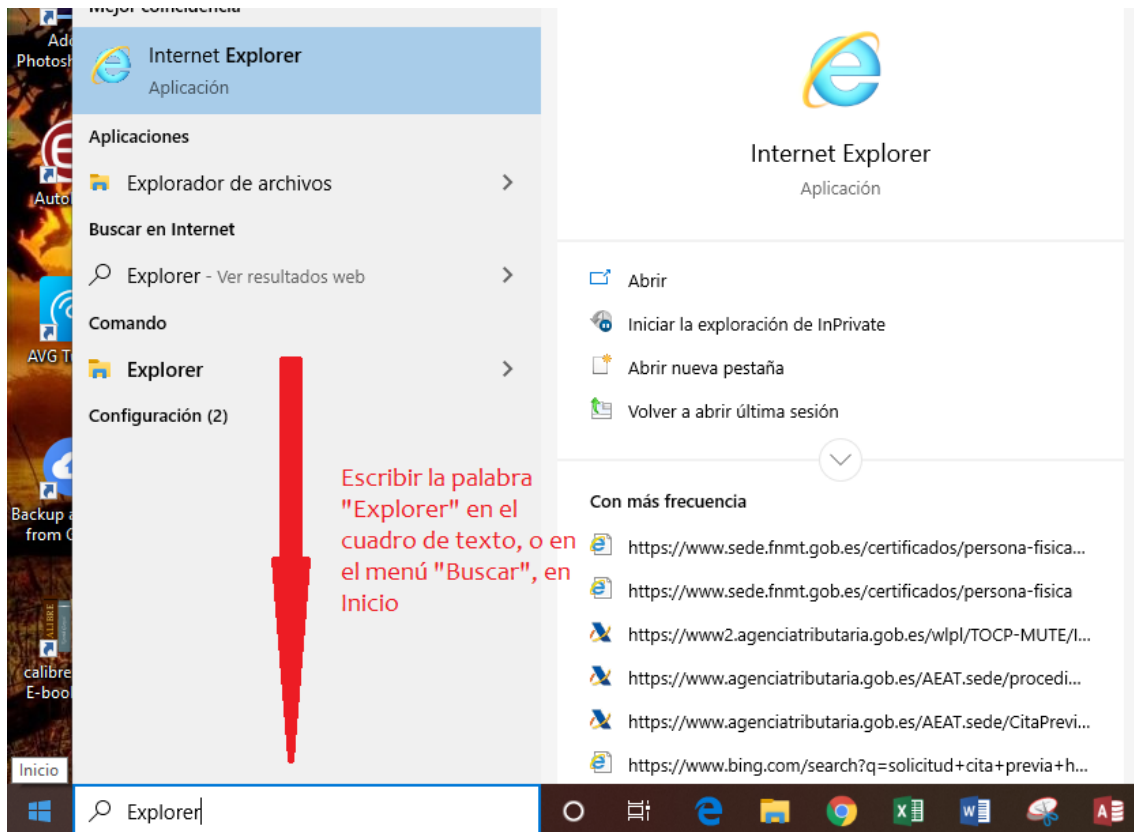 Mejor coincidencia
Internet Explorer
Aplicación
Aplicaciones
Explorador de archivos
Buscar en Internet
Explorer - Ver resultados web
Comando
Explorer
Configuración (2)
Escribir la palabra
"Explorer" en el
cuadro de texto, o en
el menú "Buscar", en
Inicio
Internet Explorer
Aplicación
Abrir
Iniciar la exploración de InPrivate
Abrir nueva pestaña
Volver a abrir última sesión
Con más frecuencia
https://www.sede.fnmt.gob.es/certificados/persona-fisica...
https://www.sede.fnmt.gob.es/certificados/persona-fisica
https://www2.agenciatributaria.gob.es/wlpl/TOCP-MUTE/I...
https://www.agenciatributaria.gob.es/AEAT.sede/procedi...
https://www.agenciatributaria.gob.es/AEAT.sede/CitaPrevi...
https://www.bing.com/search?q=solicitud+cita+previa+h...
Ado
Photosh
Auto
AVG T
Backup a
from G
CALIBRE
calibre
E-boo
Inicio
Explorer